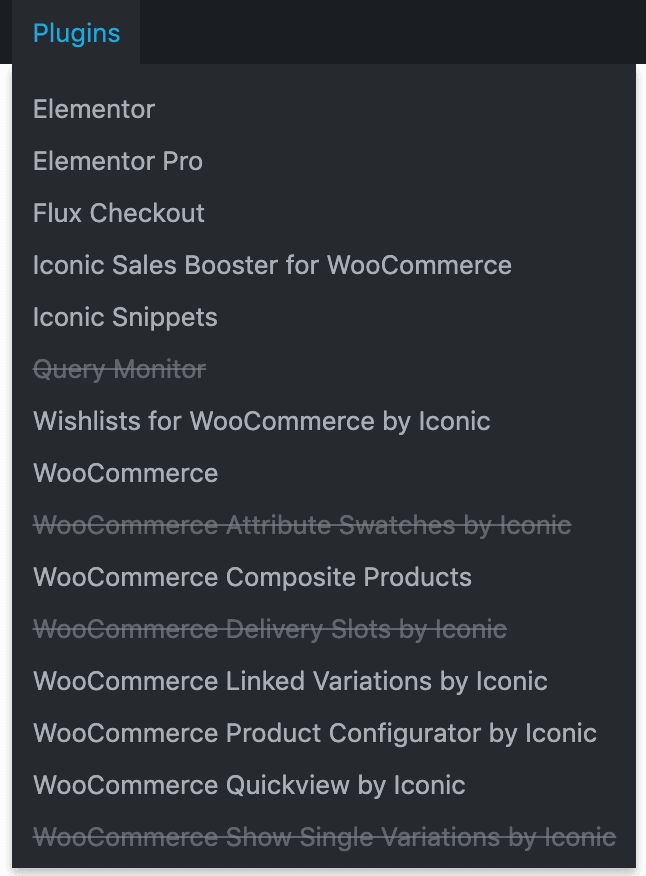 Plugins
Elementor
Elementor Pro
Flux Checkout
Iconic Sales Booster for WooCommerce
Iconic Snippets
Query Monitor
Wishlists for WooCommerce by Iconic
WooCommerce
WooCommerce Attribute Swatches by Iconic
WooCommerce Composite Products
WooCommerce Delivery Slots by Iconic
WooCommerce Linked Variations by Iconic
WooCommerce Product Configurator by Iconic
WooCommerce Quickview by Iconic
WooCommerce Show Single Variations by Iconic